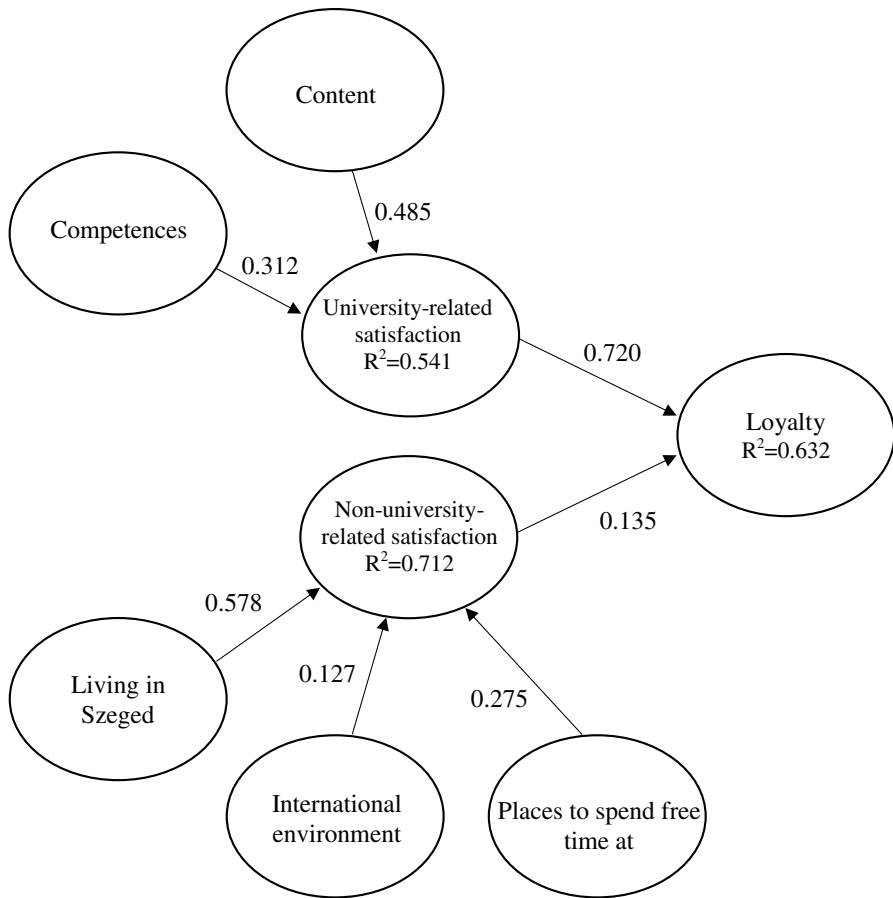 Content
0.485
Competences
0.312
University-related
satisfaction
R²=0.541
0.720
Loyalty
R²=0.632
Non-university-
related satisfaction
R²=0.712
0.135
0.578
Living in
Szeged
0.127
0.275
International
environment
Places to spend free
time at